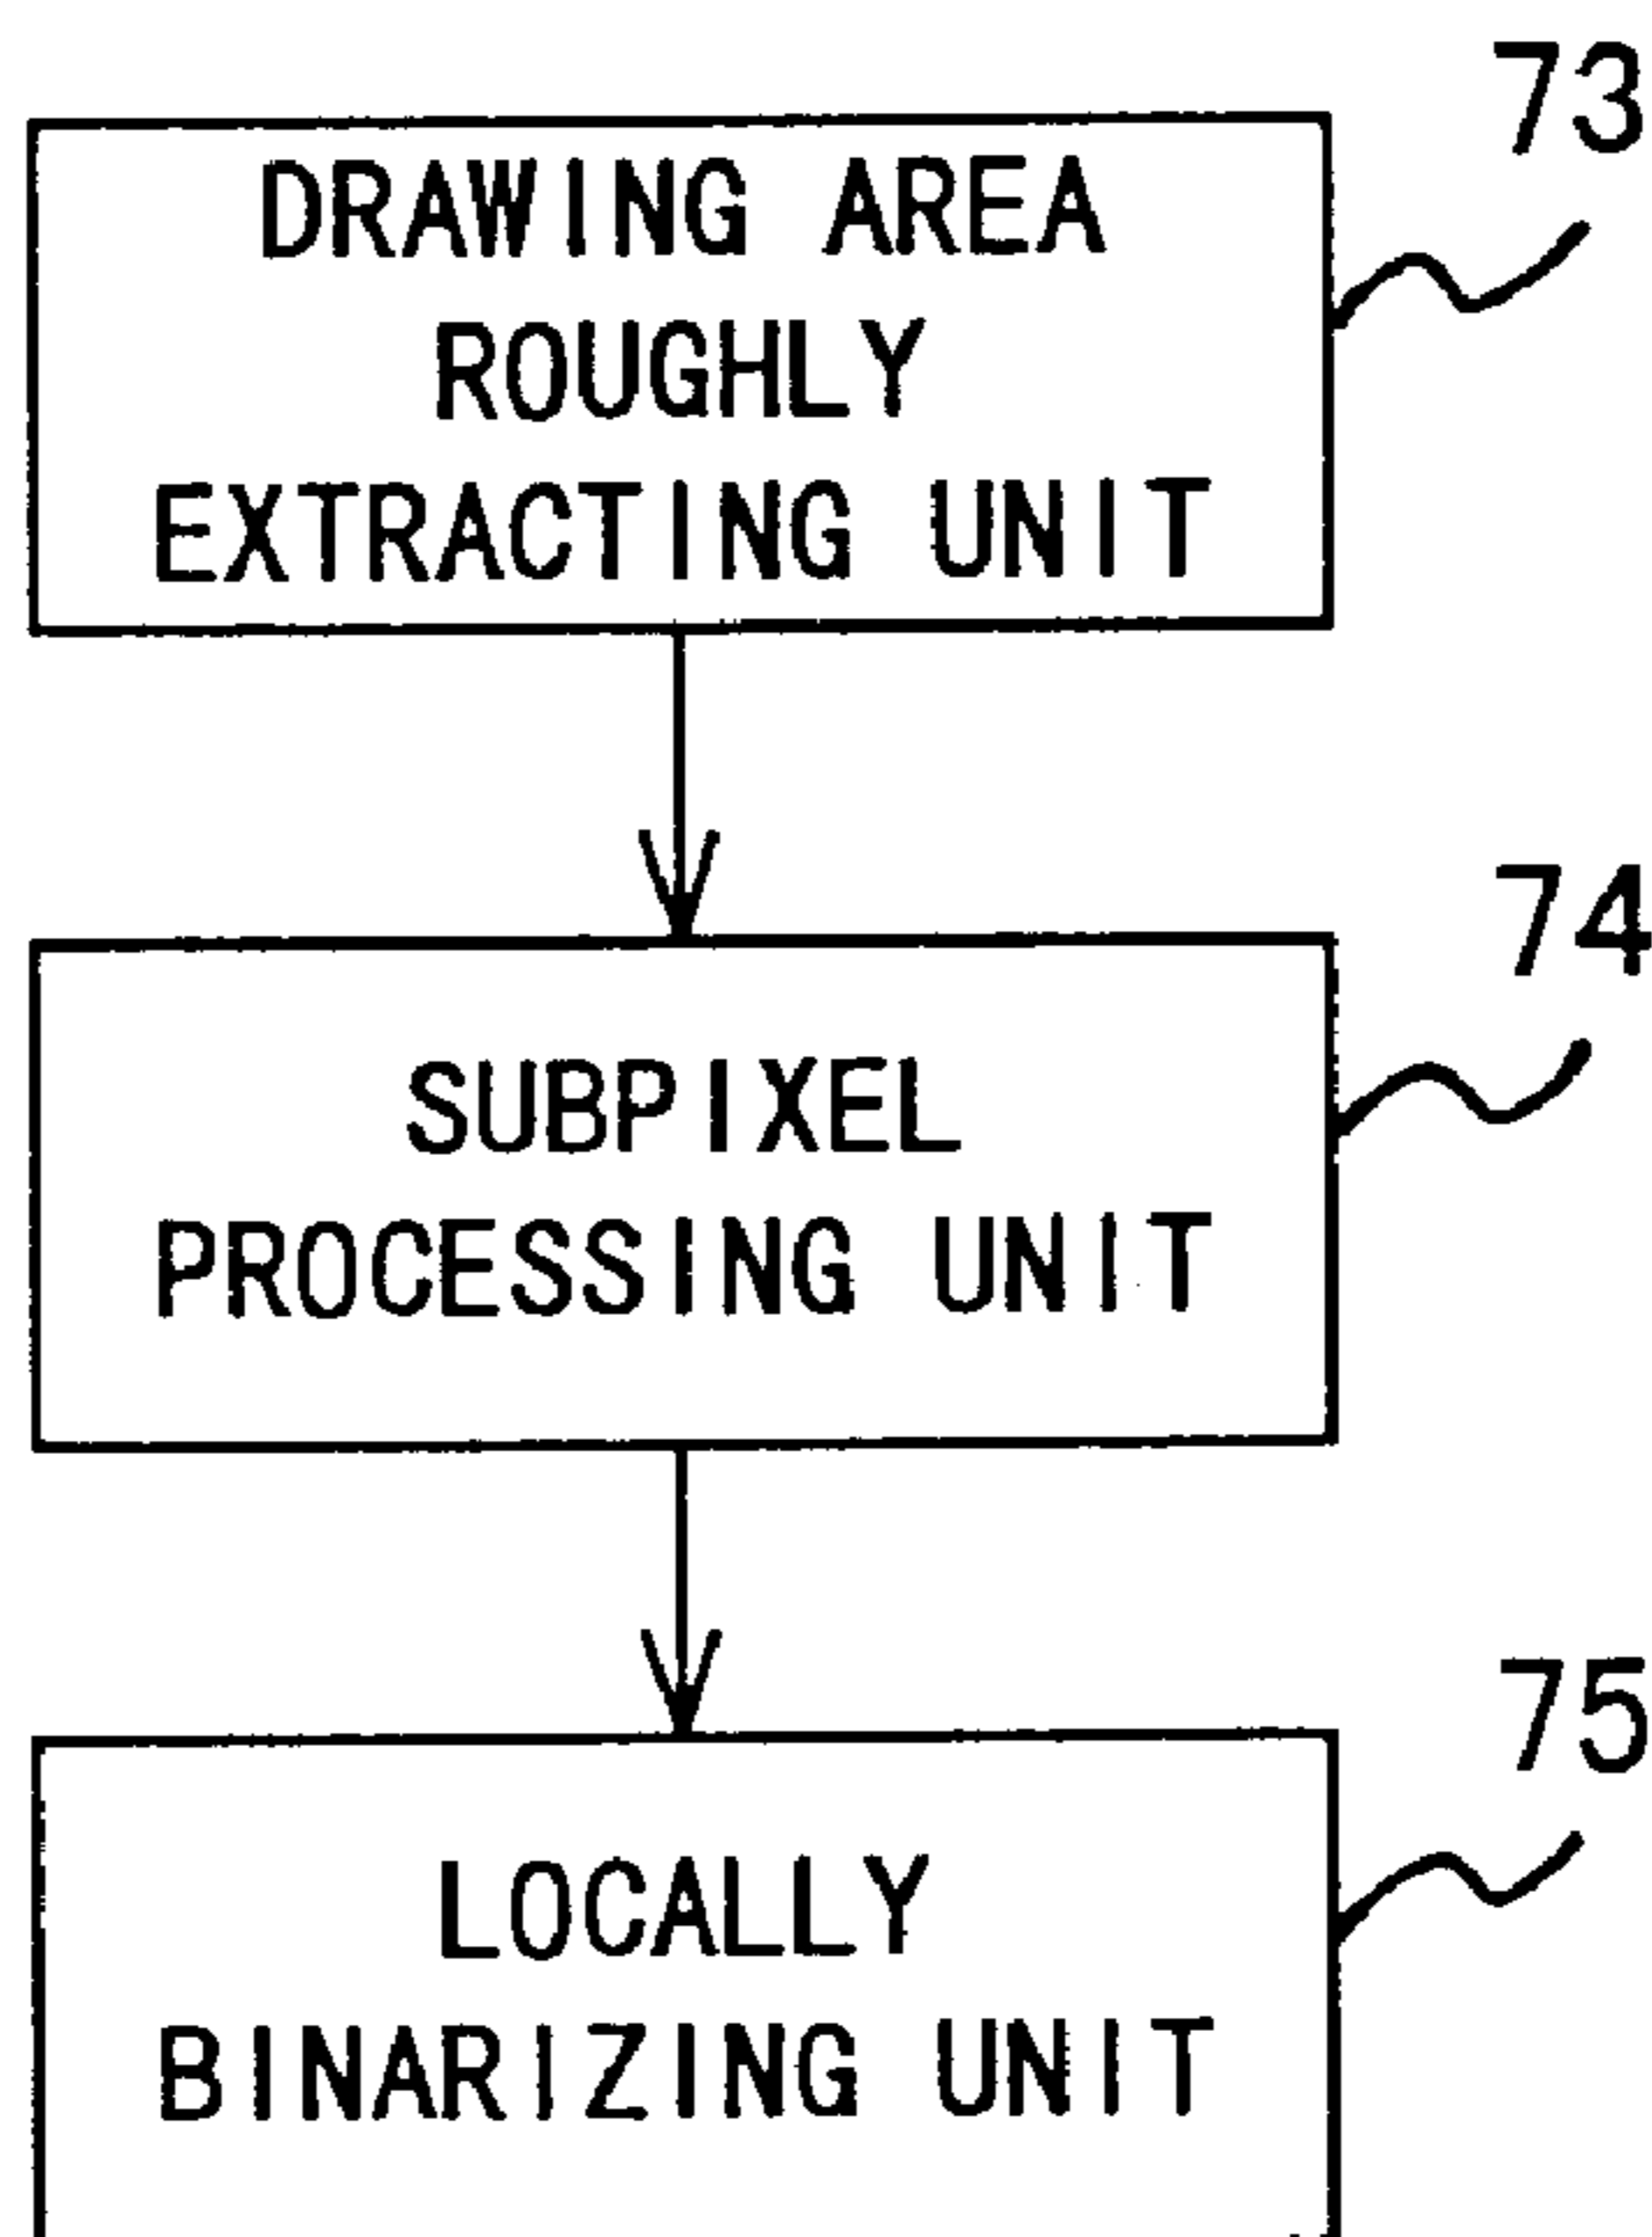 73
DRAWING AREA
ROUGHLY
EXTRACTING UNIT
74
SUBPIXEL
PROCESSING UNIT
75
LOCALLY
BINARIZING UNIT